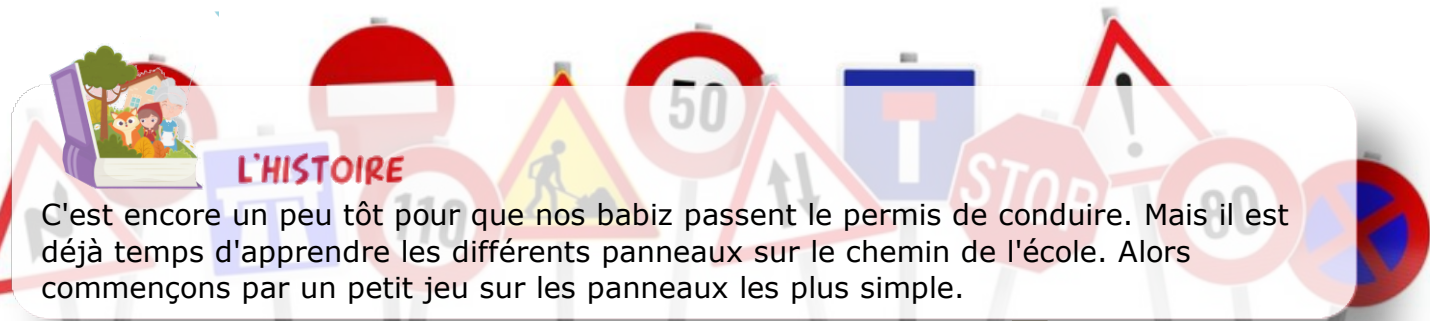 50
L'HISTOIRE
STOP
110
80
C'est encore un peu tôt pour que nos babiz passent le permis de conduire. Mais il est
déjà temps d'apprendre les différents panneaux sur le chemin de l'école. Alors
commençons par un petit jeu sur les panneaux les plus simple.